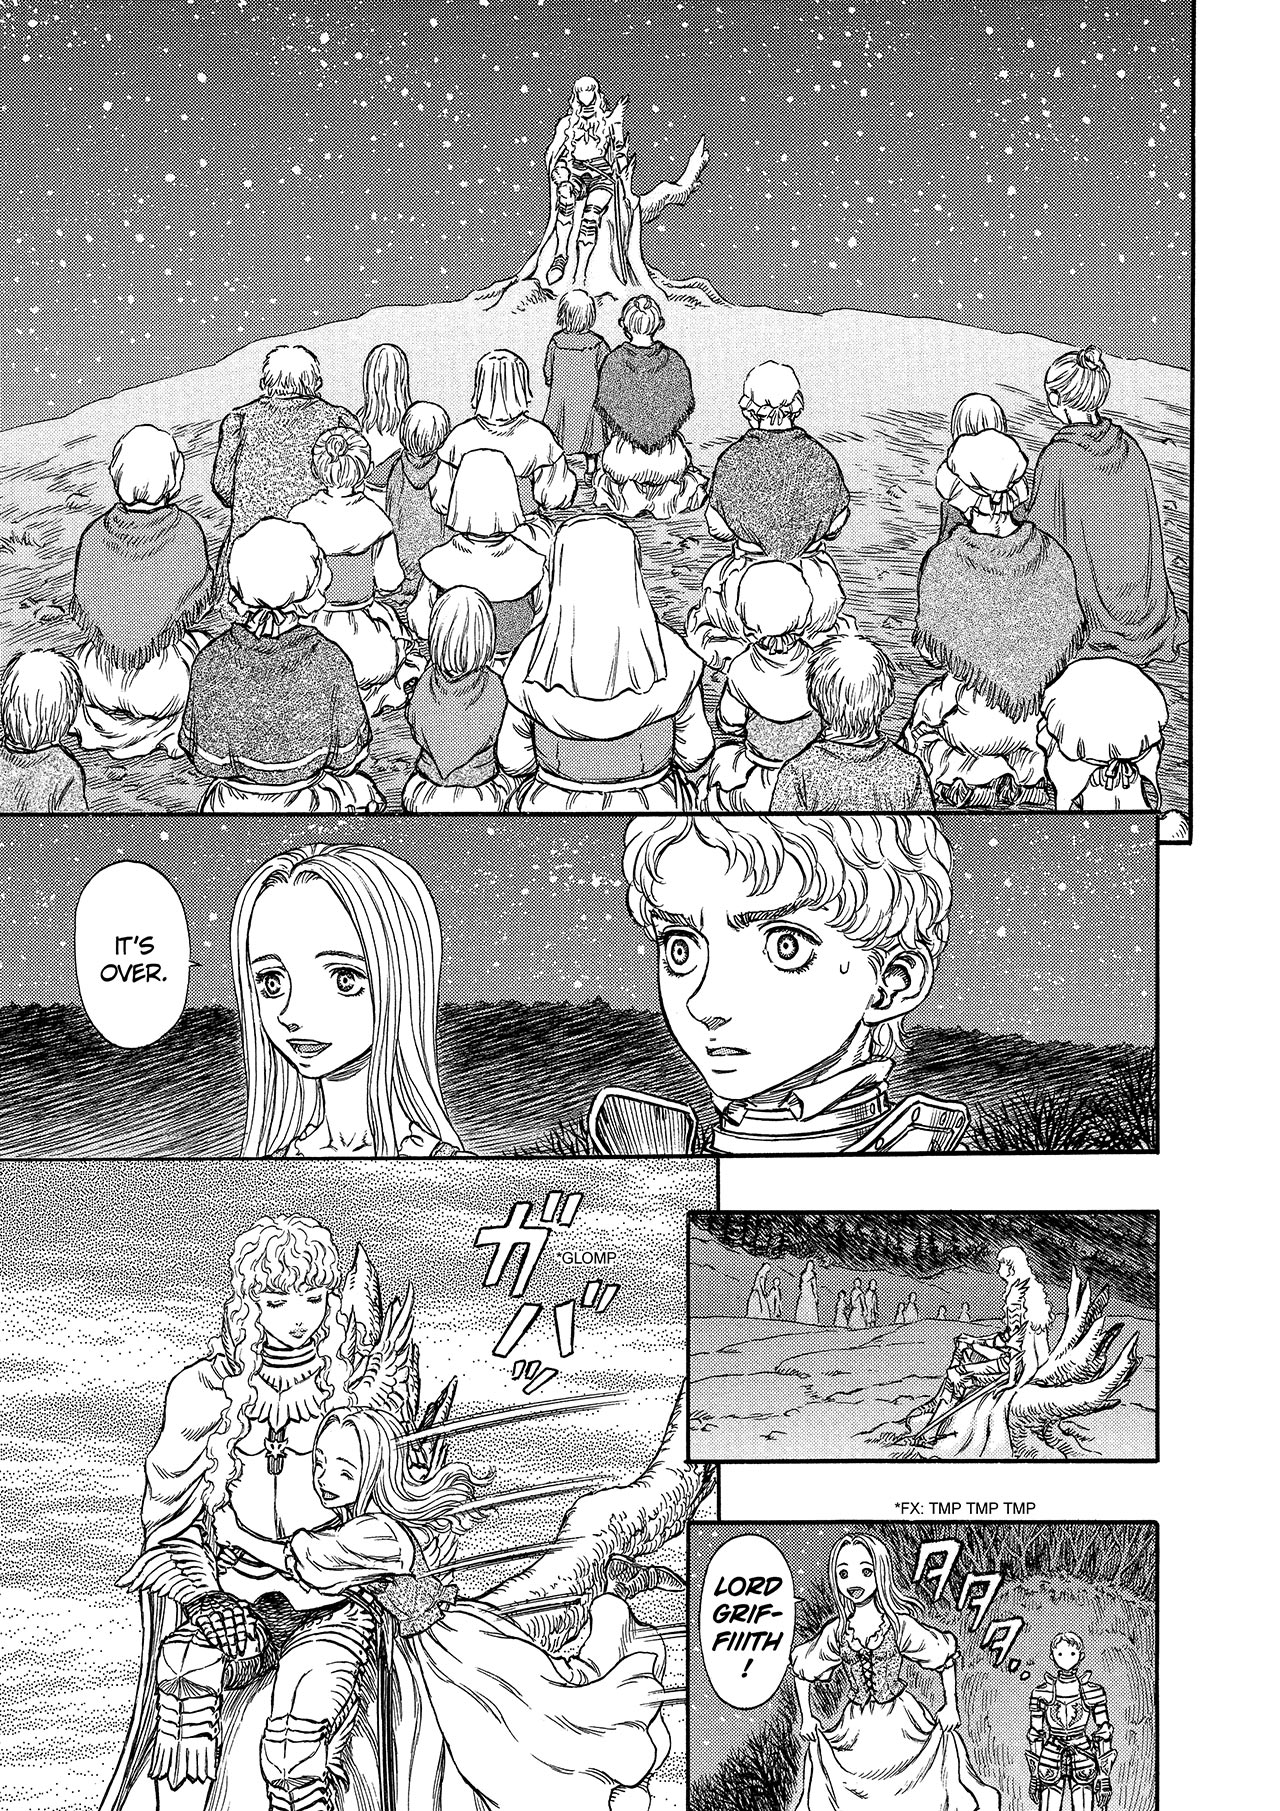 IT'S
OVER.
*FX: TMP TMP TMP
タタタ...
LORD
GRIF-
FIIITH
!
ガバッ
*GLOMP